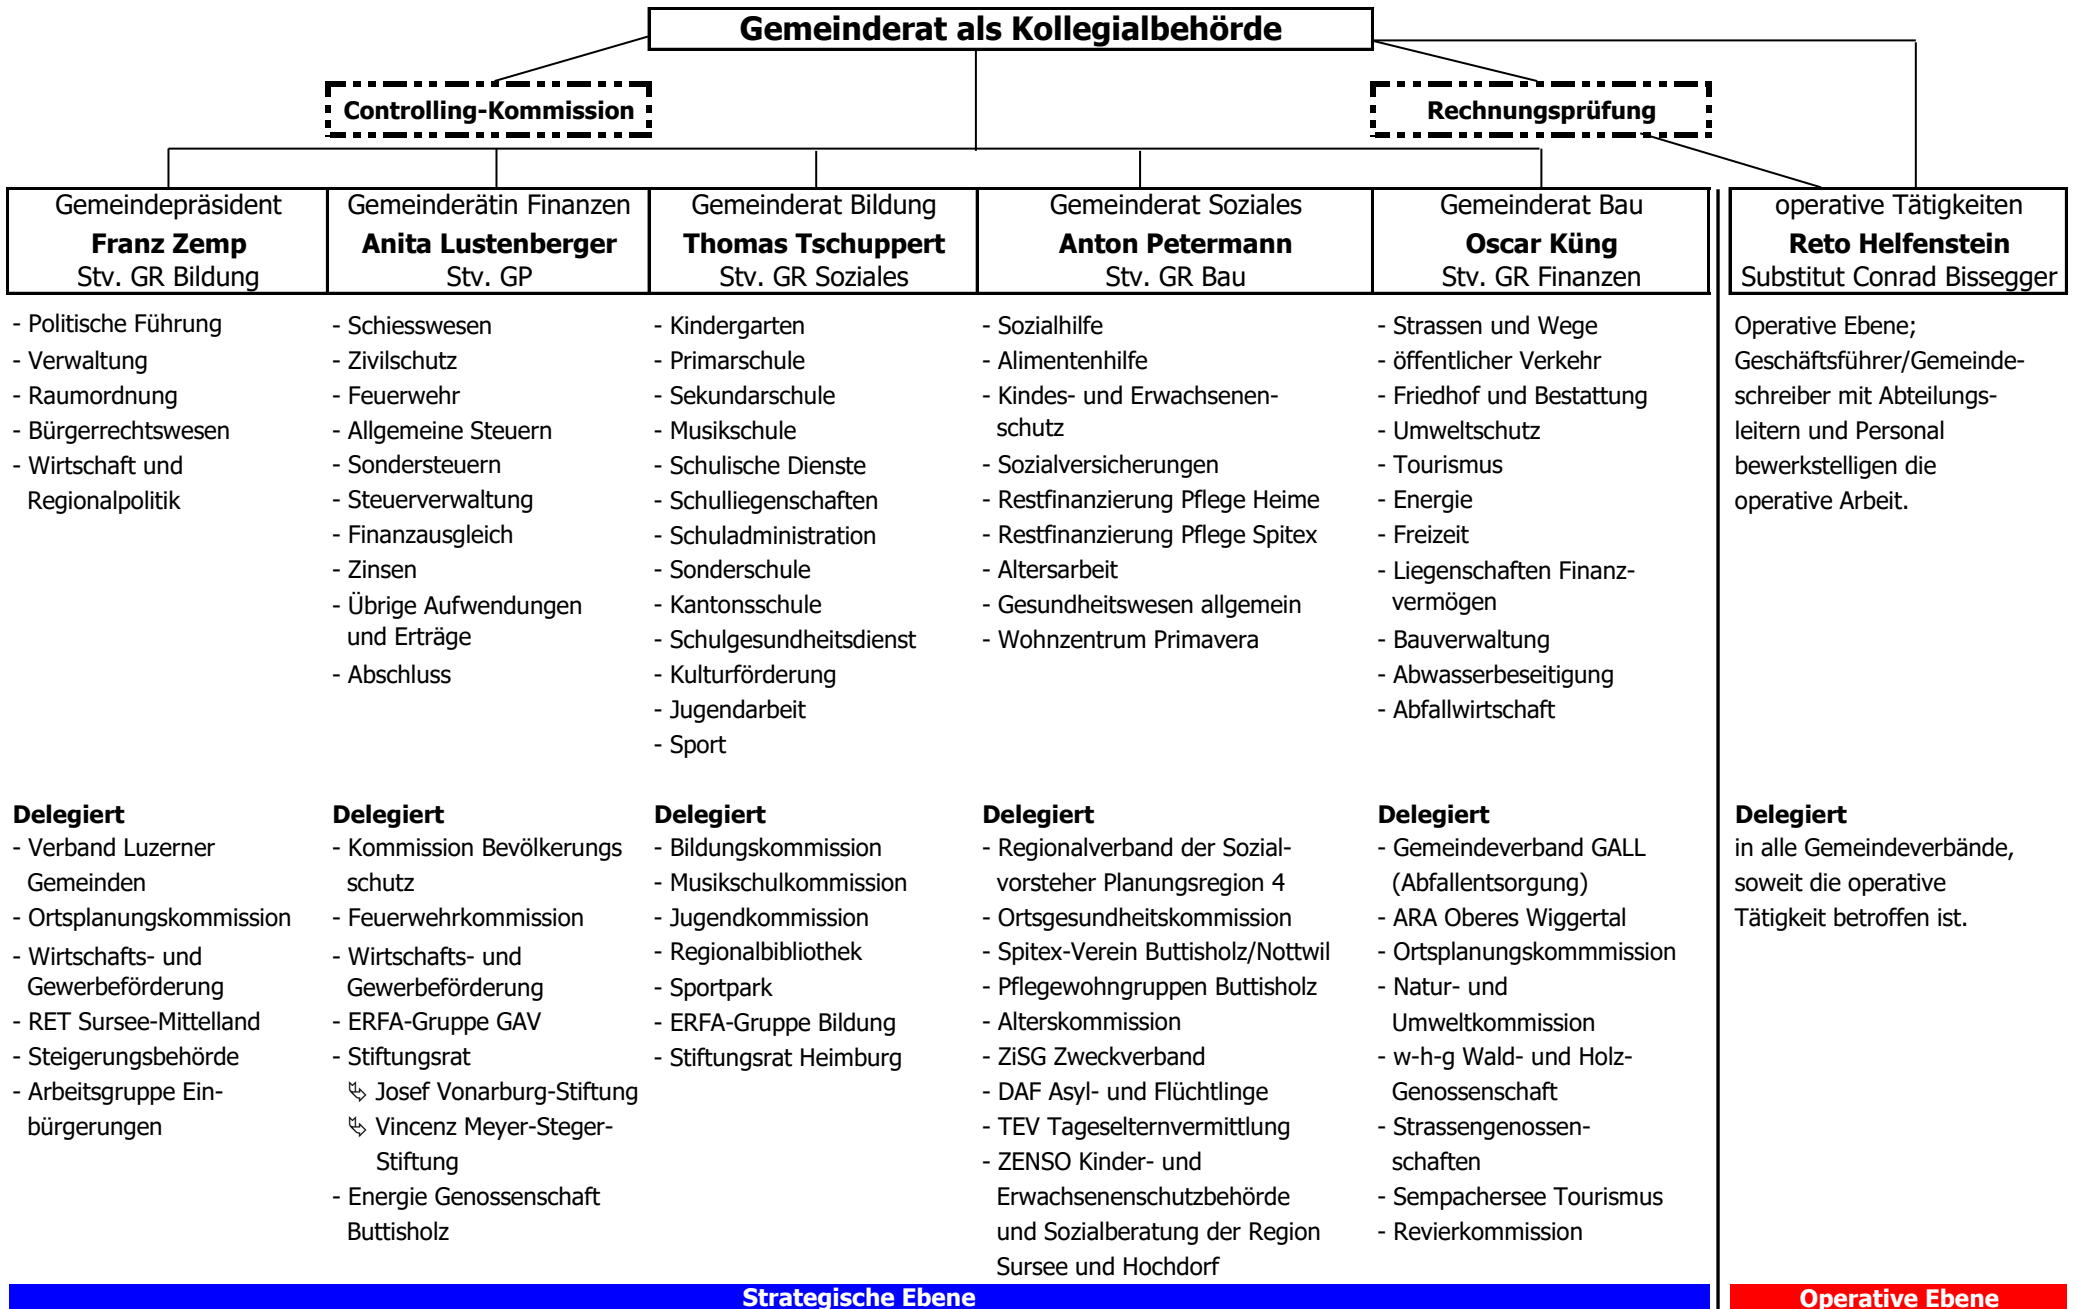 Gemeinderat als Kollegialbehörde
Controlling-Kommission
Rechnungsprüfung
Gemeindepräsident
Franz Zemp
Stv. GR Bildung
Gemeinderätin Finanzen
Anita Lustenberger
Stv. GP
Gemeinderat Bildung
Thomas Tschuppert
Stv. GR Soziales
Gemeinderat Soziales
Anton Petermann
Stv. GR Bau
Gemeinderat Bau
Oscar Küng
Stv. GR Finanzen
operative Tätigkeiten
Reto Helfenstein
Substitut Conrad Bissegger
- Politische Führung
- Verwaltung
- Raumordnung
- Bürgerrechtswesen
- Wirtschaft und
Regionalpolitik
- Schiesswesen
- Zivilschutz
- Feuerwehr
- Allgemeine Steuern
- Sondersteuern
- Steuerverwaltung
- Finanzausgleich
- Zinsen
- Übrige Aufwendungen
und Erträge
- Abschluss
- Kindergarten
- Primarschule
- Sekundarschule
- Musikschule
- Schulische Dienste
- Schulliegenschaften
- Schuladministration
- Sonderschule
- Kantonsschule
- Schulgesundheitsdienst
- Kulturförderung
- Jugendarbeit
- Sport
- Sozialhilfe
- Alimentenhilfe
- Kindes- und Erwachsenen-
schutz
- Sozialversicherungen
- Restfinanzierung Pflege Heime
- Restfinanzierung Pflege Spitex
- Altersarbeit
- Gesundheitswesen allgemein
- Wohnzentrum Primavera
- Strassen und Wege
- öffentlicher Verkehr
- Friedhof und Bestattung
- Umweltschutz
- Tourismus
- Energie
- Freizeit
- Liegenschaften Finanz-
vermögen
- Bauverwaltung
- Abwasserbeseitigung
- Abfallwirtschaft
Operative Ebene;
Geschäftsführer/Gemeinde-
schreiber mit Abteilungs-
leitern und Personal
bewerkstelligen die
operative Arbeit.
Delegiert
- Verband Luzerner
Gemeinden
- Ortsplanungskommission
- Wirtschafts- und
Gewerbeförderung
- RET Sursee-Mittelland
- Steigerungsbehörde
- Arbeitsgruppe Ein-
bürgerungen
Delegiert
- Kommission Bevölkerungs
schutz
- Feuerwehrkommission
- Wirtschafts- und
Gewerbeförderung
- ERFA-Gruppe GAV
- Stiftungsrat
⮱ Josef Vonarburg-Stiftung
⮱ Vincenz Meyer-Steger-
Stiftung
- Energie Genossenschaft
Buttisholz
Delegiert
- Bildungskommission
- Musikschulkommission
- Jugendkommission
- Regionalbibliothek
- Sportpark
- ERFA-Gruppe Bildung
- Stiftungsrat Heimburg
Delegiert
- Regionalverband der Sozial-
vorsteher Planungsregion 4
- Ortsgesundheitskommission
- Spitex-Verein Buttisholz/Nottwil
- Pflegewohngruppen Buttisholz
- Alterskommission
- ZiSG Zweckverband
- DAF Asyl- und Flüchtlinge
- TEV Tageselternvermittlung
- ZENSO Kinder- und
Erwachsenenschutzbehörde
und Sozialberatung der Region
Sursee und Hochdorf
Delegiert
- Gemeindeverband GALL
(Abfallentsorgung)
- ARA Oberes Wiggertal
- Ortsplanungskommmission
- Natur- und
Umweltkommission
- w-h-g Wald- und Holz-
Genossenschaft
- Strassengenossen-
schaften
- Sempachersee Tourismus
- Revierkommission
Delegiert
in alle Gemeindeverbände,
soweit die operative
Tätigkeit betroffen ist.
Strategische Ebene
Operative Ebene